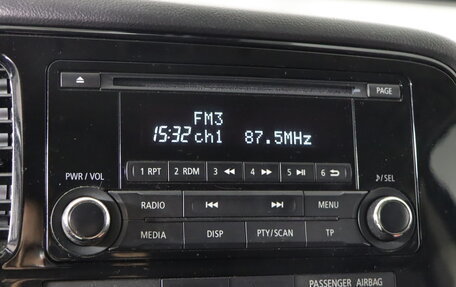 PAGE
FM3
15:32 ch1 87.5MHz
1 RPT 2 RDM 3 ◀◀ 4 ▶▶ 5 ▶II 6 ⮌
PWR / VOL ♪/SEL
RADIO I◀◀ ▶▶I MENU
MEDIA DISP PTY/SCAN TP
PASSENGER AIRBAG